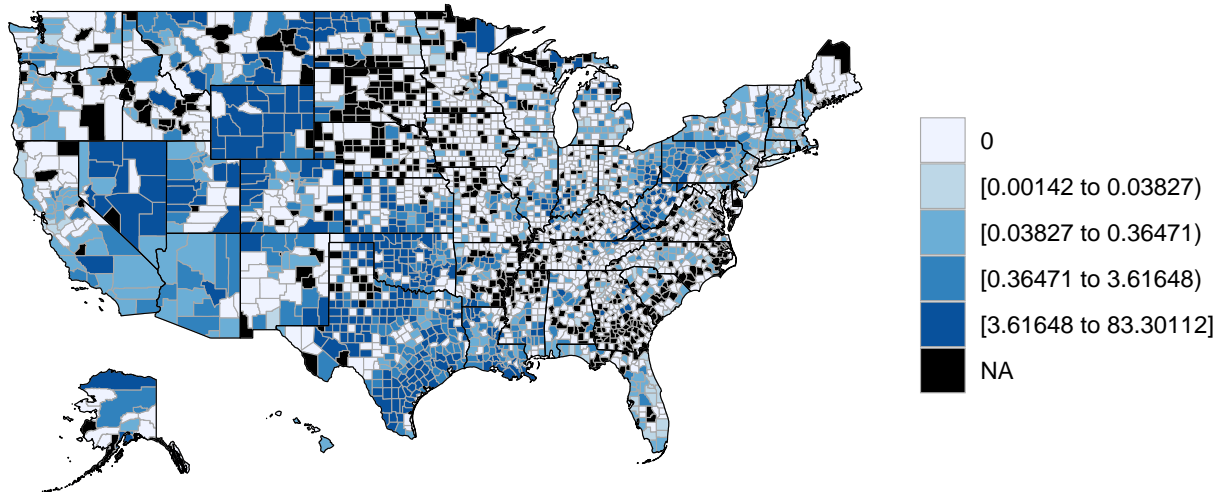 0
[0.00142 to 0.03827)
[0.03827 to 0.36471)
[0.36471 to 3.61648)
[3.61648 to 83.30112]
NA